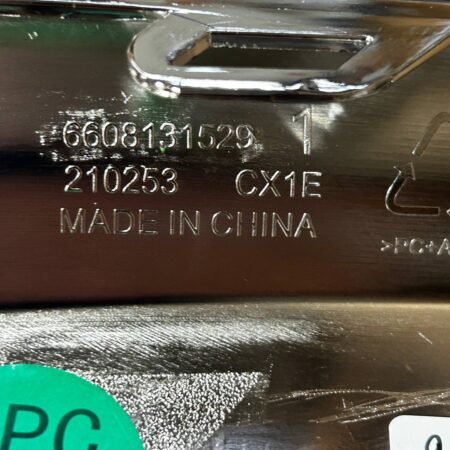 6608131529 1
210253 CX1E
MADE IN CHINA
>PC+A
PC